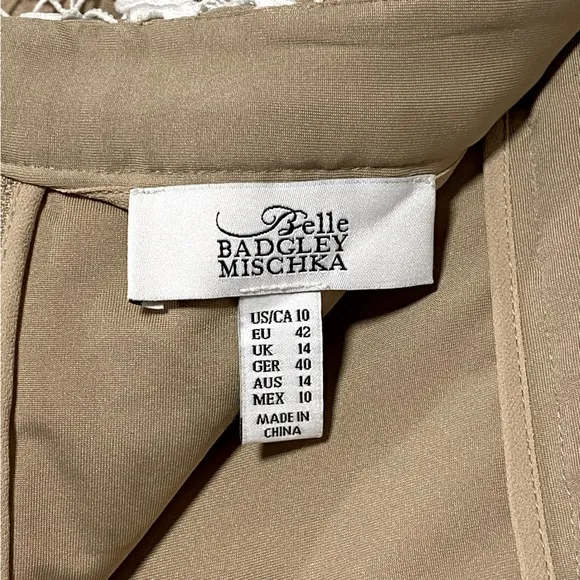 Belle
BADGLEY
MISCHKA
US/CA 10
EU 42
UK 14
GER 40
AUS 14
MEX 10
MADE IN
CHINA